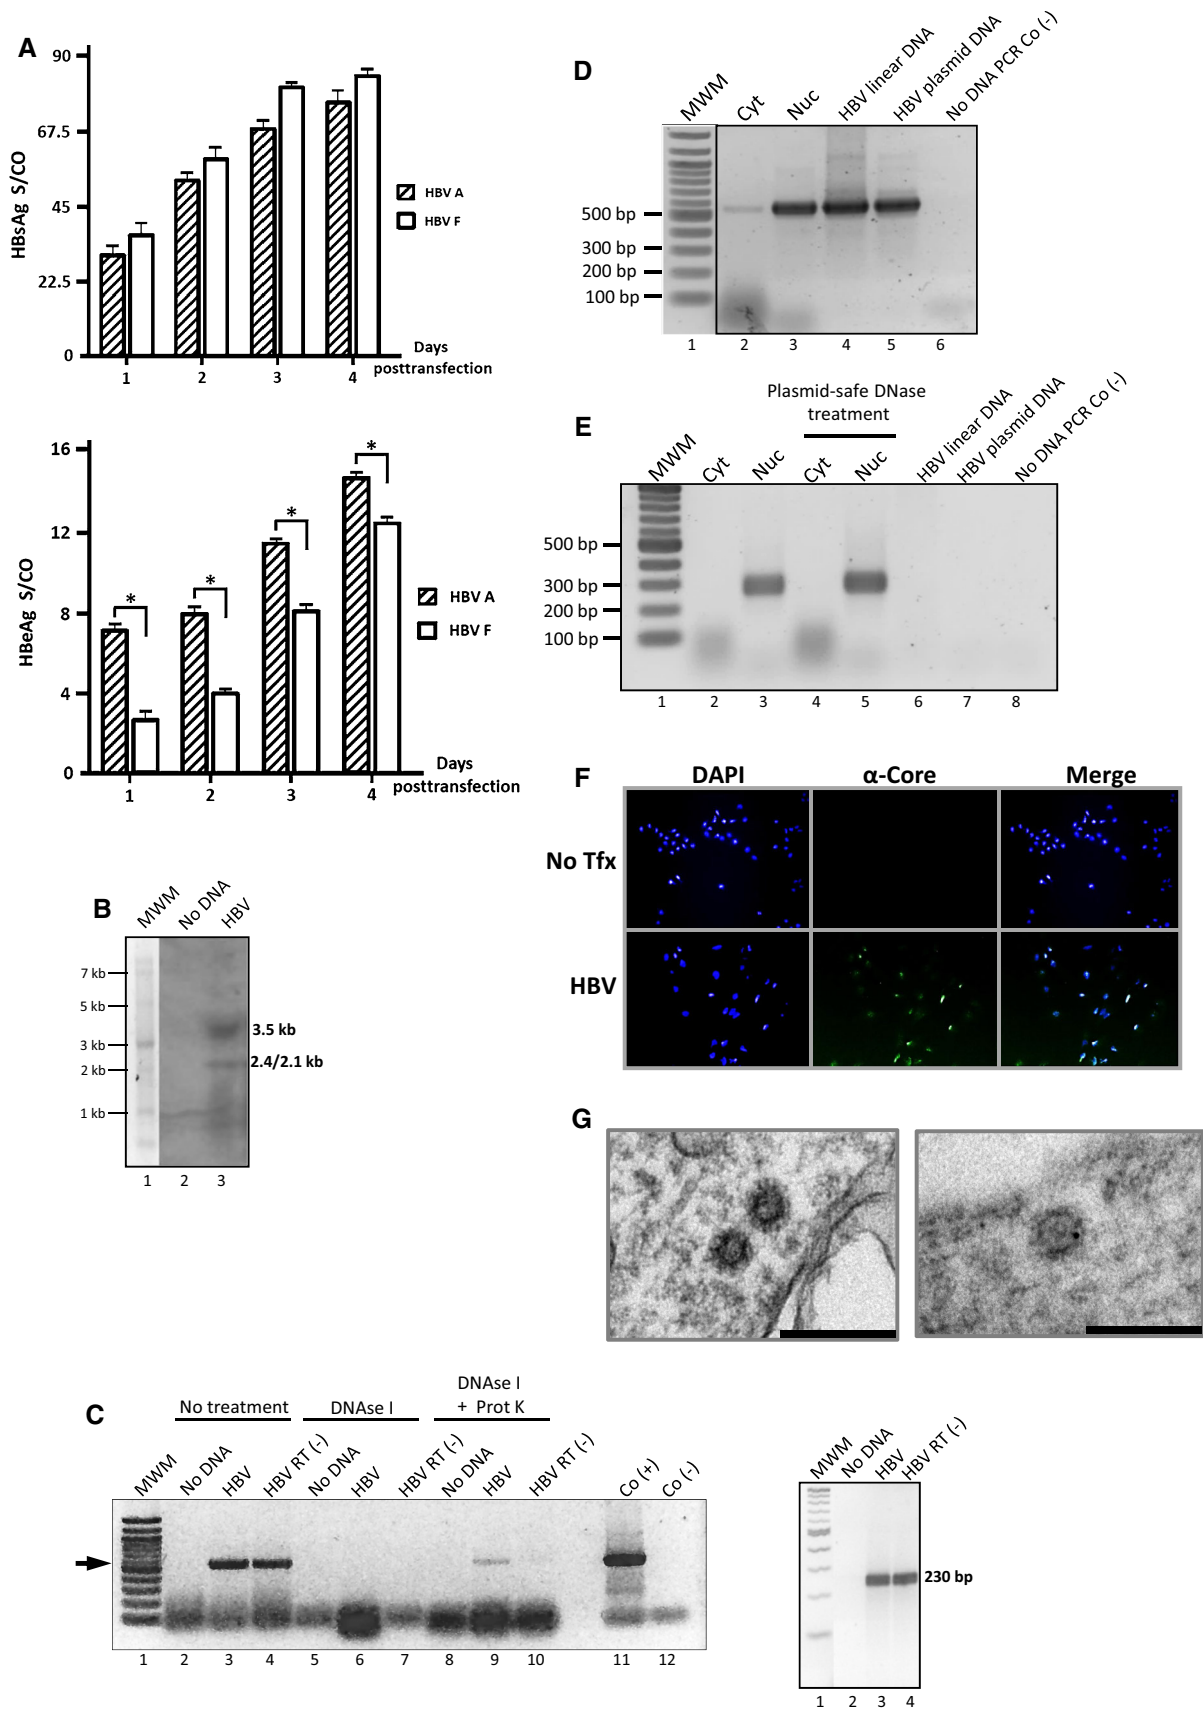 A
90
67.5
45
22.5
0
HBsAg S/CO
HBV A
HBV F
1
2
3
4
Days
posttransfection
16
12
8
4
0
HBeAg S/CO
*
*
*
*
HBV A
HBV F
1
2
3
4
Days
posttransfection
B
MWM
No DNA
HBV
7 kb
5 kb
3 kb
2 kb
1 kb
3.5 kb
2.4/2.1 kb
1
2
3
C
No treatment
DNAse I
DNAse I
+ Prot K
MWM
No DNA
HBV
HBV RT (-)
No DNA
HBV
HBV RT (-)
No DNA
HBV
HBV RT (-)
Co (+)
Co (-)
1
2
3
4
5
6
7
8
9
10
11
12
MWM
No DNA
HBV
HBV RT (-)
230 bp
1
2
3
4
D
MWM
Cyt
Nuc
HBV linear DNA
HBV plasmid DNA
No DNA PCR Co (-)
500 bp
300 bp
200 bp
100 bp
1
2
3
4
5
6
E
Plasmid-safe DNase
treatment
MWM
Cyt
Nuc
Cyt
Nuc
HBV linear DNA
HBV plasmid DNA
No DNA PCR Co (-)
500 bp
300 bp
200 bp
100 bp
1
2
3
4
5
6
7
8
F
DAPI
α-Core
Merge
No Tfx
HBV
G